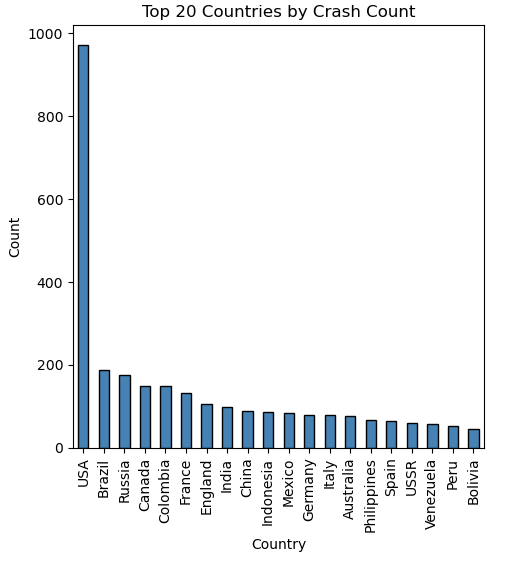 Top 20 Countries by Crash Count
1000
800
600
400
200
0
Count
USA
Brazil
Russia
Canada
Colombia
France
England
India
China
Indonesia
Mexico
Germany
Italy
Australia
Philippines
Spain
USSR
Venezuela
Peru
Bolivia
Country